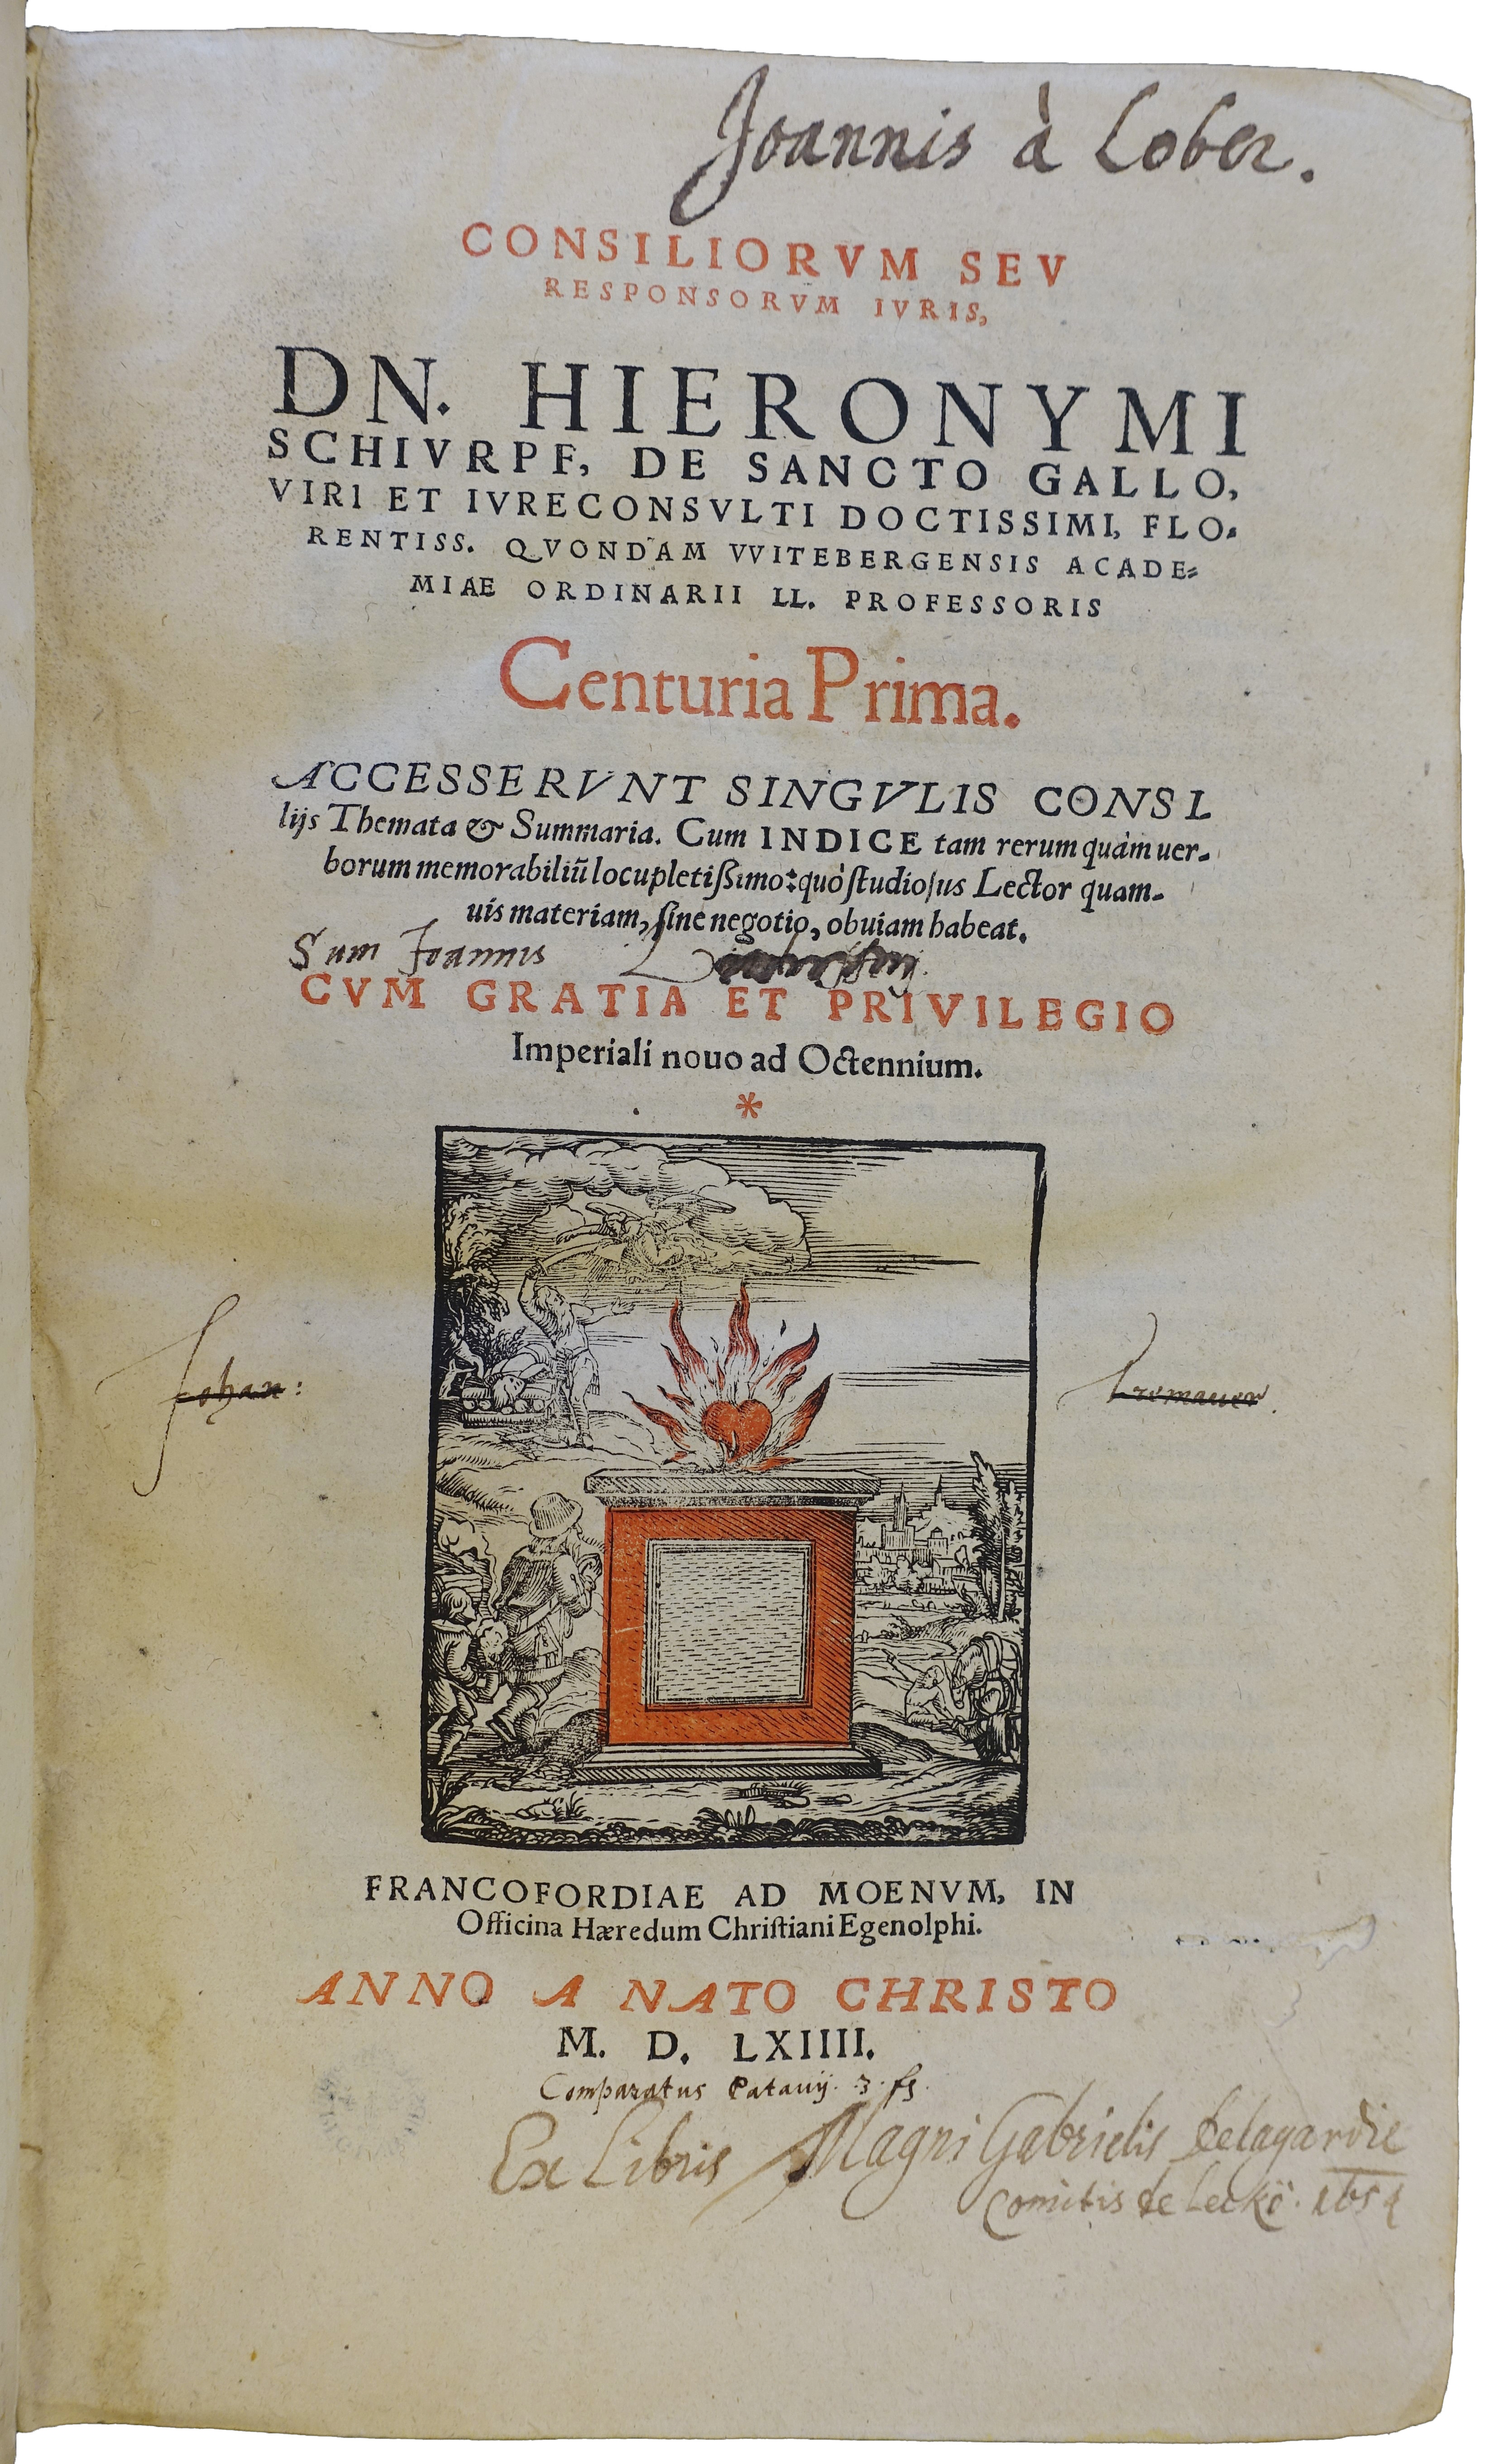 Joannis à Lober.
CONSILIORVM SEV
RESPONSORVM IVRIS,
DN. HIERONYMI
SCHIVRPF, DE SANCTO GALLO,
VIRI ET IVRECONSVLTI DOCTISSIMI, FLO-
RENTISS. QVONDAM VVITEBERGENSIS ACADE-
MIAE ORDINARII LL. PROFESSORIS
Centuria Prima.
ACCESSERVNT SINGVLIS CONSI-
lijs Themata & Summaria. Cum INDICE tam rerum quàm uer-
borum memorabiliũ locupletißimo: quò studiosus Lector quam-
uis materiam, sine negotio, obuiam habeat.
Sum Joannis
CVM GRATIA ET PRIVILEGIO
Imperiali nouo ad Octennium.
*
Johan:
FRANCOFORDIAE AD MOENVM, IN
Officina Hæredum Christiani Egenolphi.
ANNO A NATO CHRISTO
M. D. LXIIII.
Comparatus Patauij. 3. fs.
Ex Libris Magni Gabrielis Delagardie
Comitis de Leckö. 1654